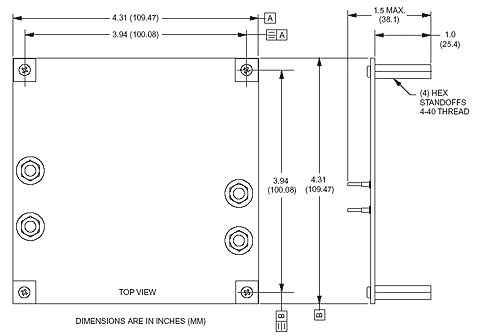 4.31 (109.47)
A
3.94 (100.08)
A
1.5 MAX.
(38.1)
1.0
(25.4)
(4) HEX
STANDOFFS
4-40 THREAD
3.94
(100.08)
4.31
(109.47)
TOP VIEW
B
B
DIMENSIONS ARE IN INCHES (MM)